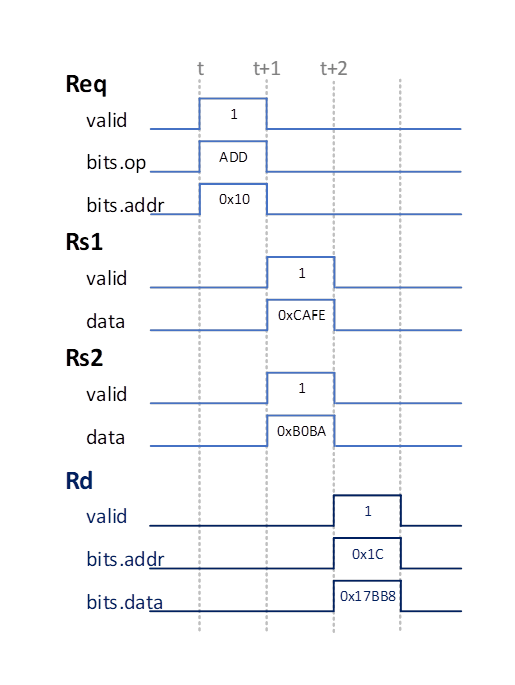 t t+1 t+2
Req
valid 1
bits.op ADD
bits.addr 0x10
Rs1
valid 1
data 0xCAFE
Rs2
valid 1
data 0xB0BA
Rd
valid 1
bits.addr 0x1C
bits.data 0x17BB8